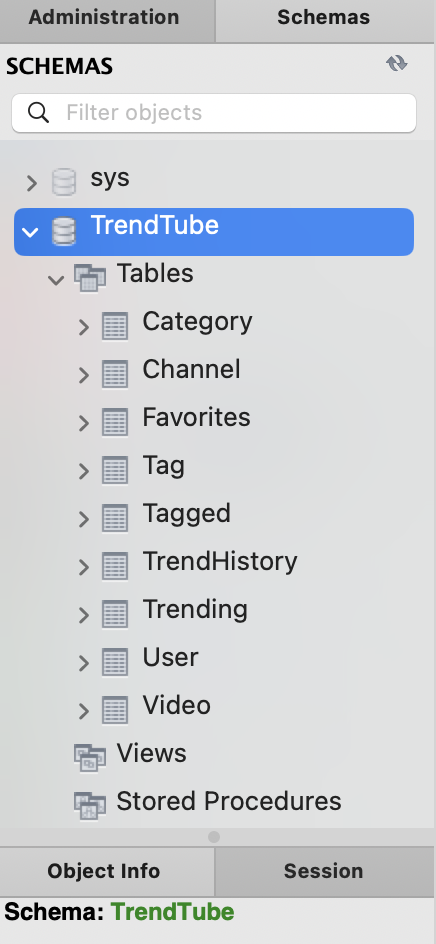 Administration Schemas
SCHEMAS
Filter objects
sys
TrendTube
Tables
Category
Channel
Favorites
Tag
Tagged
TrendHistory
Trending
User
Video
Views
Stored Procedures
Object Info Session
Schema: TrendTube